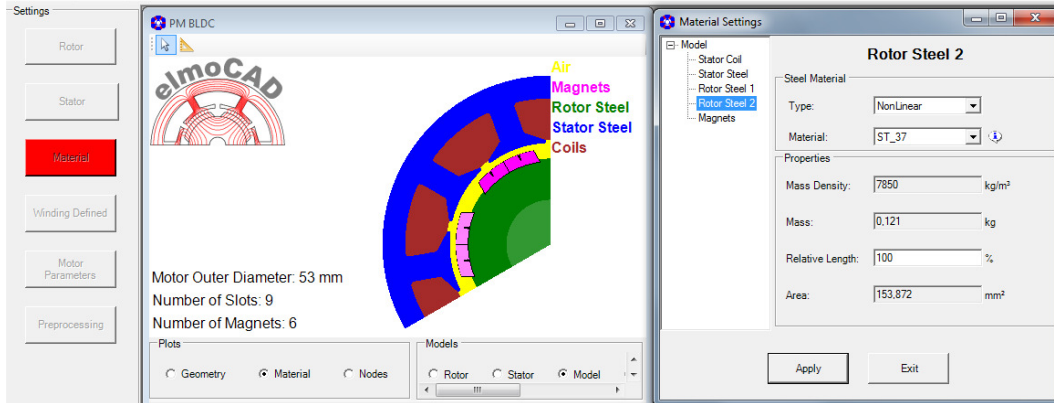 Settings
Rotor
Stator
Material
Winding Defined
Motor
Parameters
Preprocessing
PM BLDC
elmoCAD
Air
Magnets
Rotor Steel
Stator Steel
Coils
Motor Outer Diameter: 53 mm
Number of Slots: 9
Number of Magnets: 6
Plots
Geometry
Material
Nodes
Models
Rotor
Stator
Model
Material Settings
Model
Stator Coil
Stator Steel
Rotor Steel 1
Rotor Steel 2
Magnets
Rotor Steel 2
Steel Material
Type: NonLinear
Material: ST_37
Properties
Mass Density: 7850 kg/m³
Mass: 0,121 kg
Relative Length: 100 %
Area: 153,872 mm²
Apply
Exit